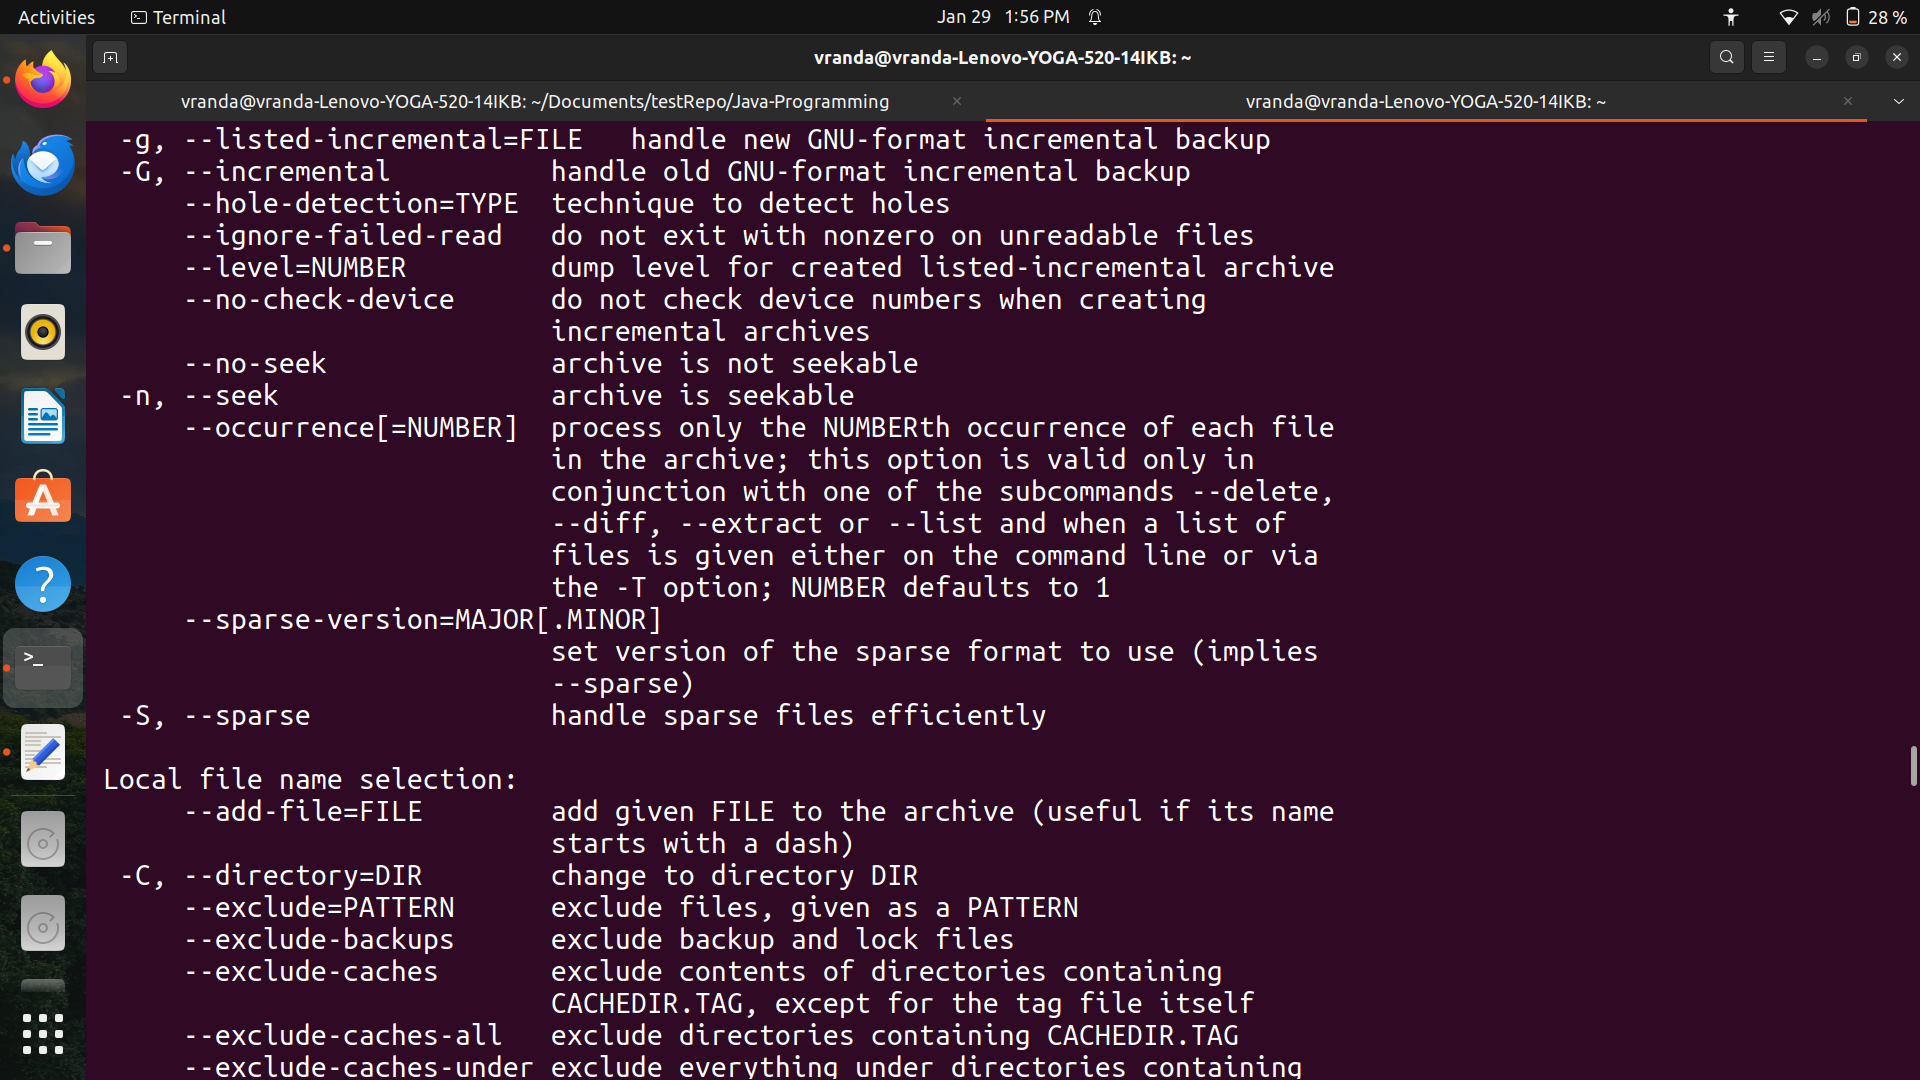 Activities Terminal Jan 29 1:56 PM 28 %
vranda@vranda-Lenovo-YOGA-520-14IKB: ~
vranda@vranda-Lenovo-YOGA-520-14IKB: ~/Documents/testRepo/Java-Programming × vranda@vranda-Lenovo-YOGA-520-14IKB: ~ ×
-g, --listed-incremental=FILE handle new GNU-format incremental backup
-G, --incremental handle old GNU-format incremental backup
--hole-detection=TYPE technique to detect holes
--ignore-failed-read do not exit with nonzero on unreadable files
--level=NUMBER dump level for created listed-incremental archive
--no-check-device do not check device numbers when creating
incremental archives
--no-seek archive is not seekable
-n, --seek archive is seekable
--occurrence[=NUMBER] process only the NUMBERth occurrence of each file
in the archive; this option is valid only in
conjunction with one of the subcommands --delete,
--diff, --extract or --list and when a list of
files is given either on the command line or via
the -T option; NUMBER defaults to 1
--sparse-version=MAJOR[.MINOR]
set version of the sparse format to use (implies
--sparse)
-S, --sparse handle sparse files efficiently
Local file name selection:
--add-file=FILE add given FILE to the archive (useful if its name
starts with a dash)
-C, --directory=DIR change to directory DIR
--exclude=PATTERN exclude files, given as a PATTERN
--exclude-backups exclude backup and lock files
--exclude-caches exclude contents of directories containing
CACHEDIR.TAG, except for the tag file itself
--exclude-caches-all exclude directories containing CACHEDIR.TAG
--exclude-caches-under exclude everything under directories containing